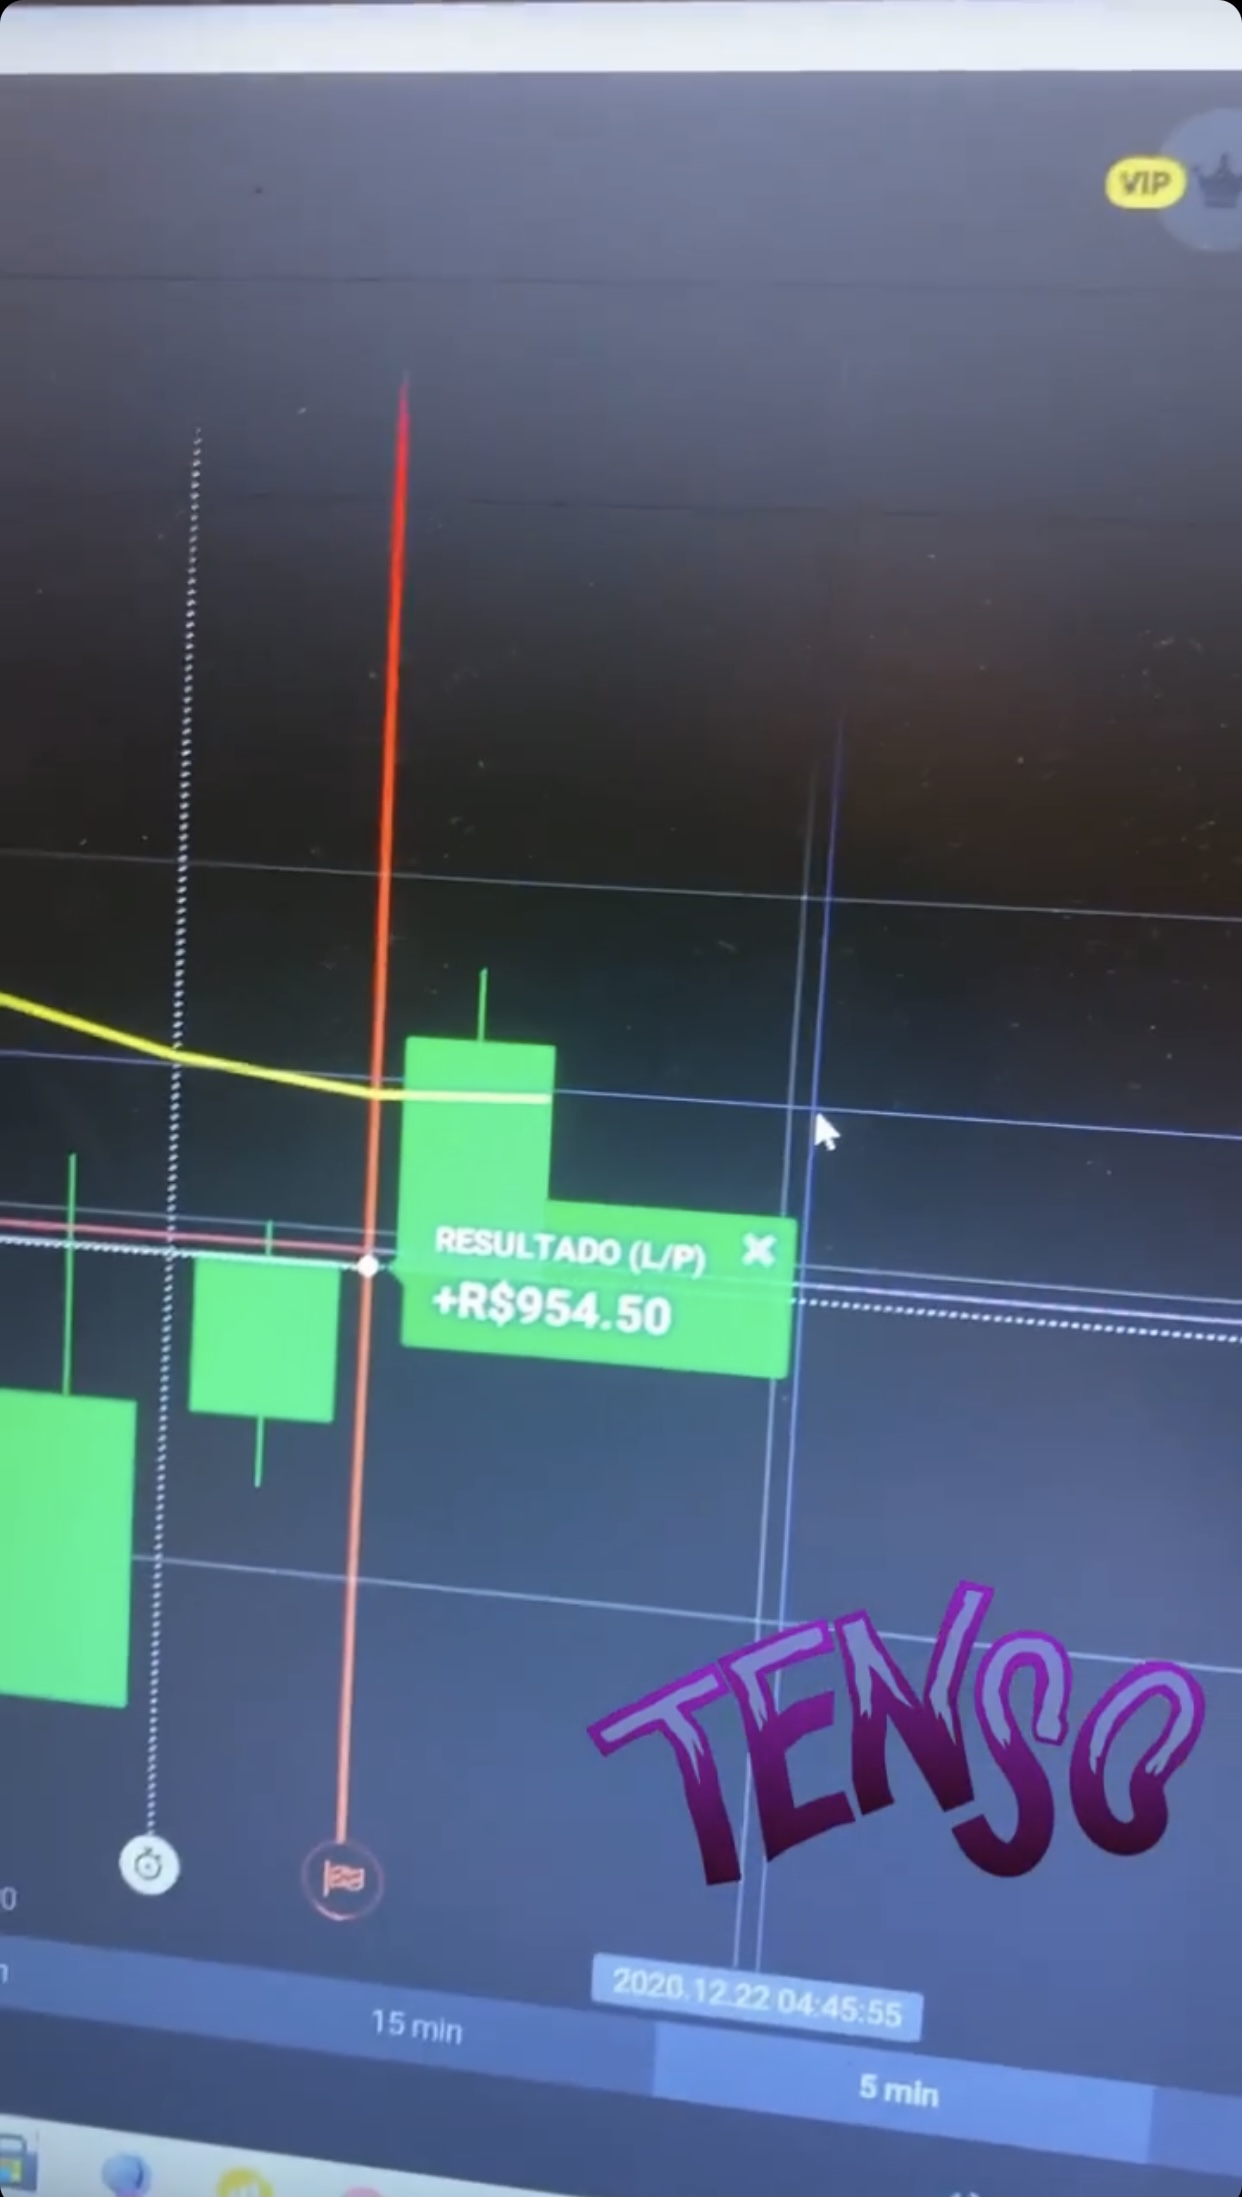 VIP
RESULTADO (L/P)
+R$954.50
TENSO
2020.12.22 04:45:55
15 min
5 min